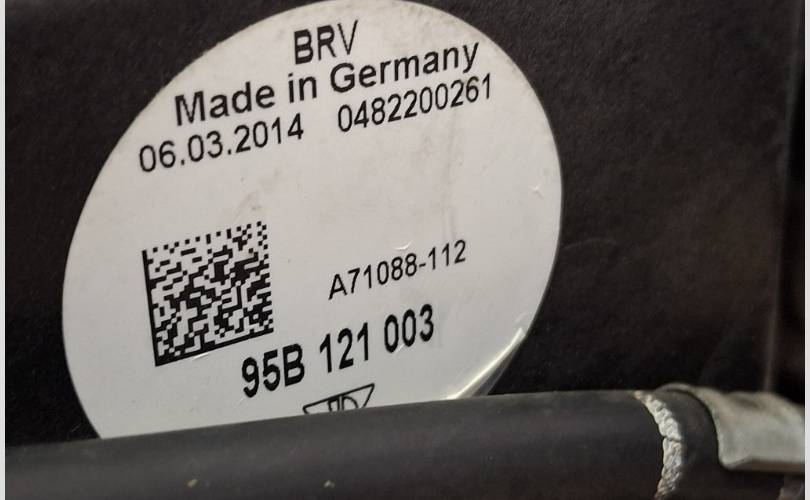 BRV
Made in Germany
06.03.2014 0482200261
A71088-112
95B 121 003